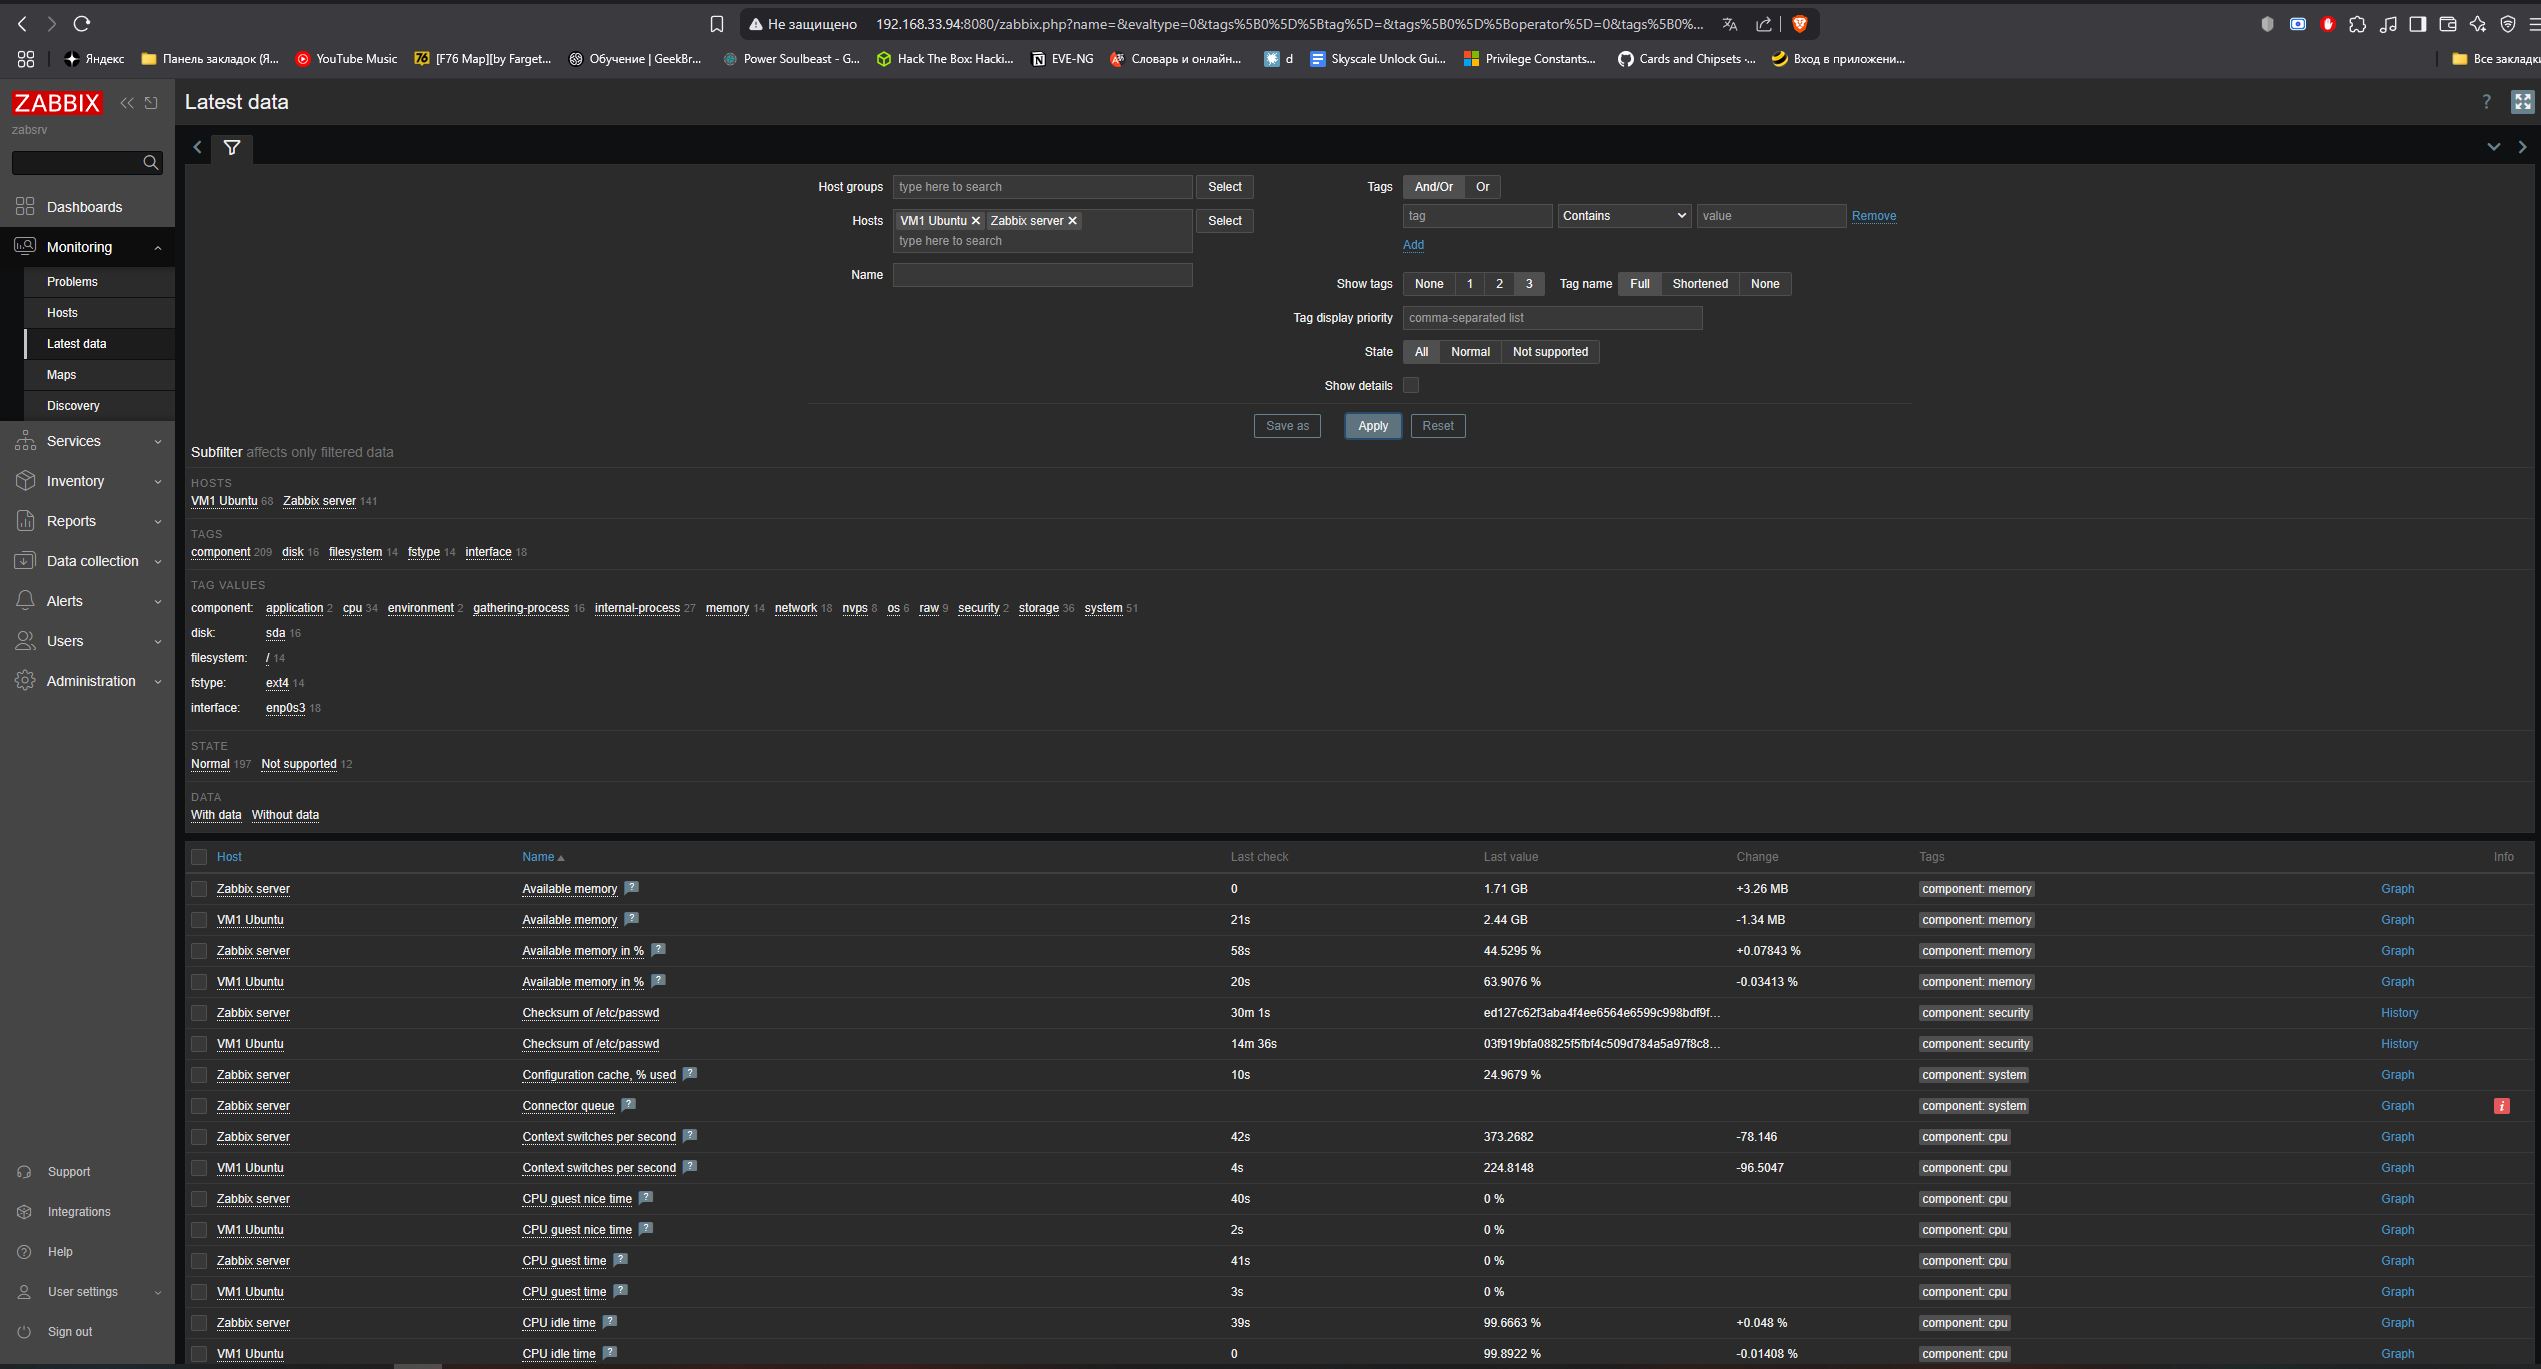 Не защищено 192.168.33.94:8080/zabbix.php?name=&evaltype=0&tags%5B0%5D%5Btag%5D=&tags%5B0%5D%5Boperator%5D=0&tags%5B0%...
Яндекс Панель закладок (Я... YouTube Music [F76 Map][by Farget... Обучение | GeekBr... Power Soulbeast - G... Hack The Box: Hacki... EVE-NG Словарь и онлайн... d Skyscale Unlock Gui... Privilege Constants... Cards and Chipsets ·... Вход в приложени... Все закладки
ZABBIX
zabsrv
Dashboards
Monitoring
Problems
Hosts
Latest data
Maps
Discovery
Services
Inventory
Reports
Data collection
Alerts
Users
Administration
Support
Integrations
Help
User settings
Sign out
Latest data ?
Host groups type here to search Select
Hosts VM1 Ubuntu Zabbix server Select
type here to search
Name
Tags And/Or Or
tag Contains value Remove
Add
Show tags None 1 2 3 Tag name Full Shortened None
Tag display priority comma-separated list
State All Normal Not supported
Show details
Save as Apply Reset
Subfilter affects only filtered data
HOSTS
VM1 Ubuntu 68 Zabbix server 141
TAGS
component 209 disk 16 filesystem 14 fstype 14 interface 18
TAG VALUES
component: application 2 cpu 34 environment 2 gathering-process 16 internal-process 27 memory 14 network 18 nvps 8 os 6 raw 9 security 2 storage 36 system 51
disk: sda 16
filesystem: / 14
fstype: ext4 14
interface: enp0s3 18
STATE
Normal 197 Not supported 12
DATA
With data Without data
Host Name Last check Last value Change Tags Info
Zabbix server Available memory ? 0 1.71 GB +3.26 MB component: memory Graph
VM1 Ubuntu Available memory ? 21s 2.44 GB -1.34 MB component: memory Graph
Zabbix server Available memory in % ? 58s 44.5295 % +0.07843 % component: memory Graph
VM1 Ubuntu Available memory in % ? 20s 63.9076 % -0.03413 % component: memory Graph
Zabbix server Checksum of /etc/passwd 30m 1s ed127c62f3aba4f4ee6564e6599c998bdf9f... component: security History
VM1 Ubuntu Checksum of /etc/passwd 14m 36s 03f919bfa08825f5fbf4c509d784a5a97f8c8... component: security History
Zabbix server Configuration cache, % used ? 10s 24.9679 % component: system Graph
Zabbix server Connector queue ? component: system Graph i
Zabbix server Context switches per second ? 42s 373.2682 -78.146 component: cpu Graph
VM1 Ubuntu Context switches per second ? 4s 224.8148 -96.5047 component: cpu Graph
Zabbix server CPU guest nice time ? 40s 0 % component: cpu Graph
VM1 Ubuntu CPU guest nice time ? 2s 0 % component: cpu Graph
Zabbix server CPU guest time ? 41s 0 % component: cpu Graph
VM1 Ubuntu CPU guest time ? 3s 0 % component: cpu Graph
Zabbix server CPU idle time ? 39s 99.6663 % +0.048 % component: cpu Graph
VM1 Ubuntu CPU idle time ? 0 99.8922 % -0.01408 % component: cpu Graph